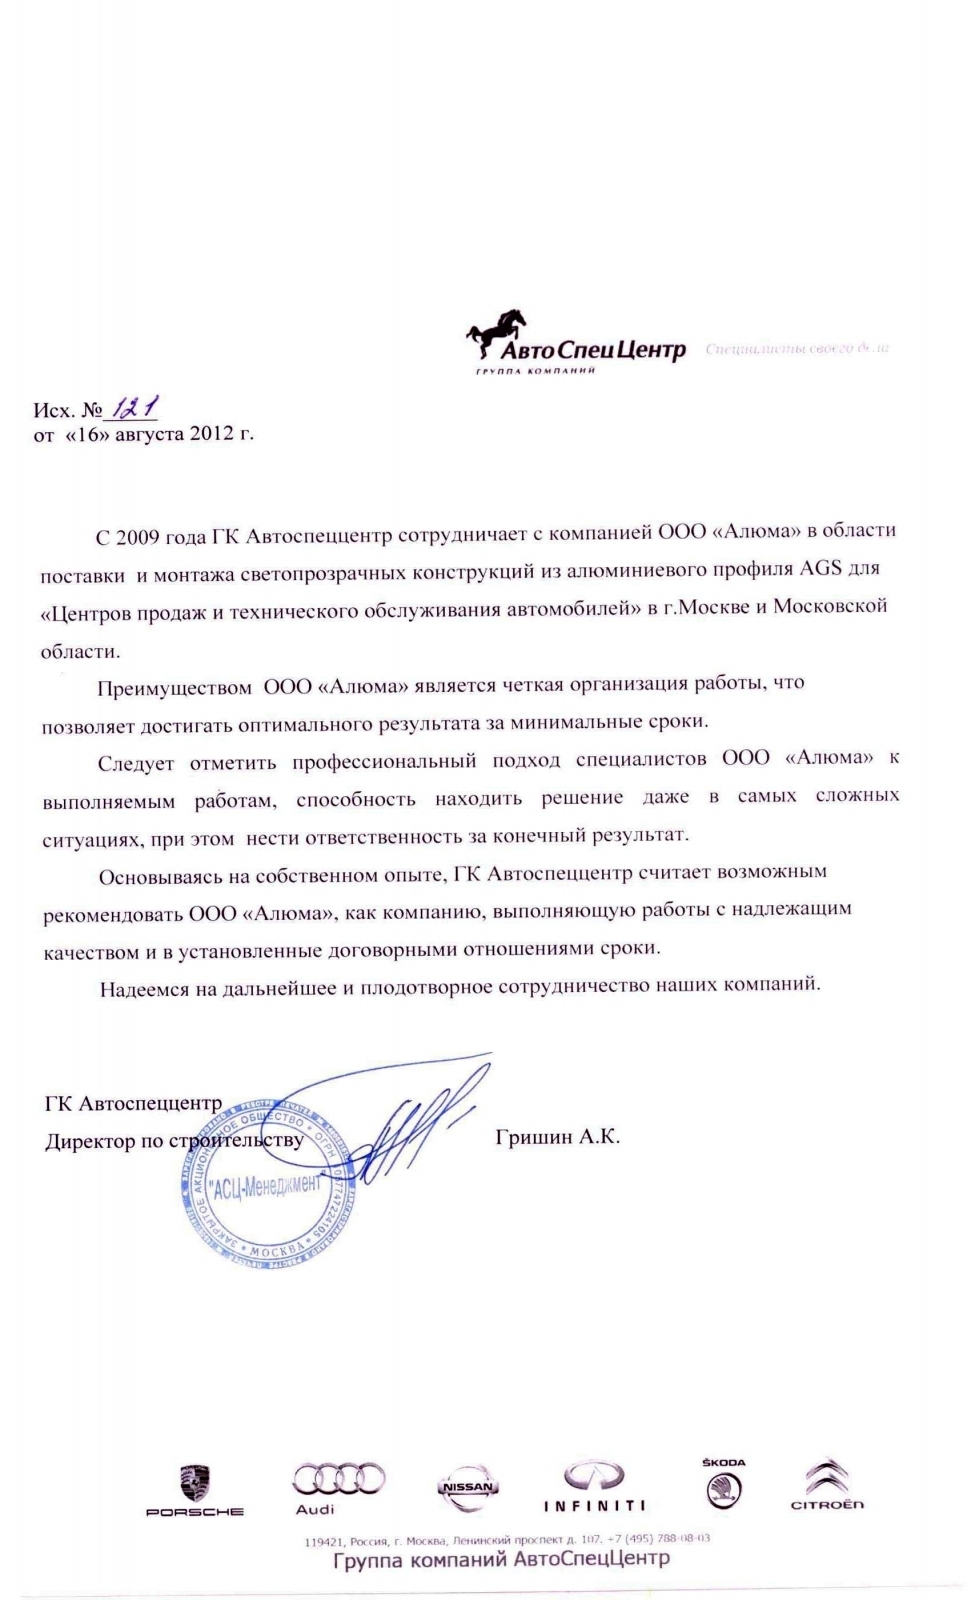 АвтоСпецЦентр Специалисты своего дела
ГРУППА КОМПАНИЙ
Исх. № 121
от «16» августа 2012 г.
С 2009 года ГК Автоспеццентр сотрудничает с компанией ООО «Алюма» в области
поставки и монтажа светопрозрачных конструкций из алюминиевого профиля AGS для
«Центров продаж и технического обслуживания автомобилей» в г.Москве и Московской
области.
Преимуществом ООО «Алюма» является четкая организация работы, что
позволяет достигать оптимального результата за минимальные сроки.
Следует отметить профессиональный подход специалистов ООО «Алюма» к
выполняемым работам, способность находить решение даже в самых сложных
ситуациях, при этом нести ответственность за конечный результат.
Основываясь на собственном опыте, ГК Автоспеццентр считает возможным
рекомендовать ООО «Алюма», как компанию, выполняющую работы с надлежащим
качеством и в установленные договорными отношениями сроки.
Надеемся на дальнейшее и плодотворное сотрудничество наших компаний.
ГК Автоспеццентр
Директор по строительству Гришин А.К.
ЗАКРЫТОЕ АКЦИОНЕРНОЕ ОБЩЕСТВО * ОГРН
"АСЦ-Менеджмент"
* МОСКВА *
PORSCHE
Audi
NISSAN
INFINITI
ŠKODA
CITROËN
119421, Россия, г. Москва, Ленинский проспект д. 107. +7 (495) 788-08-03
Группа компаний АвтоСпецЦентр